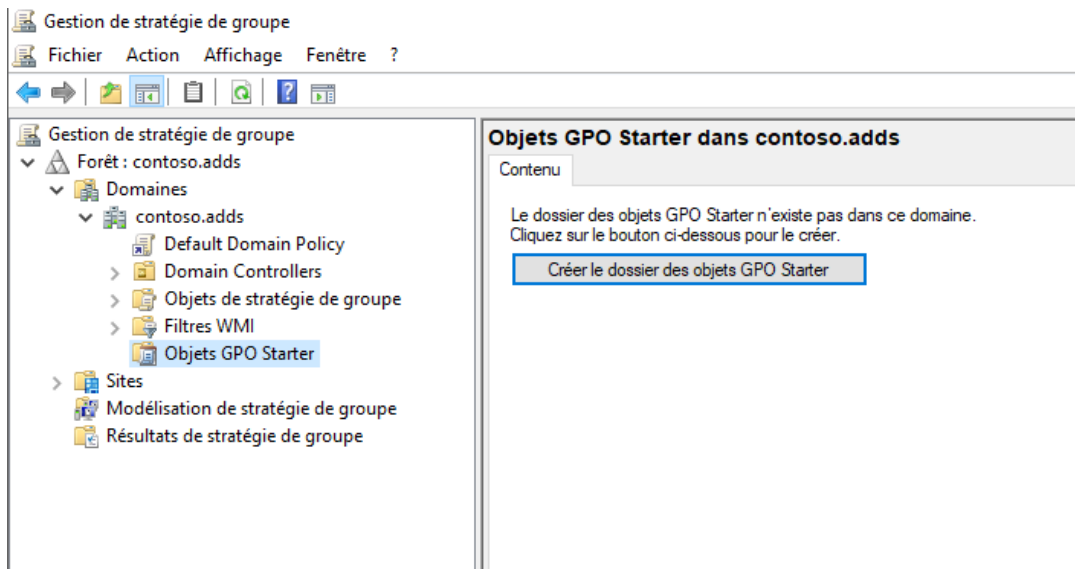 Gestion de stratégie de groupe
Fichier Action Affichage Fenêtre ?
Gestion de stratégie de groupe
Forêt : contoso.adds
Domaines
contoso.adds
Default Domain Policy
Domain Controllers
Objets de stratégie de groupe
Filtres WMI
Objets GPO Starter
Sites
Modélisation de stratégie de groupe
Résultats de stratégie de groupe
Objets GPO Starter dans contoso.adds
Contenu
Le dossier des objets GPO Starter n'existe pas dans ce domaine.
Cliquez sur le bouton ci-dessous pour le créer.
Créer le dossier des objets GPO Starter